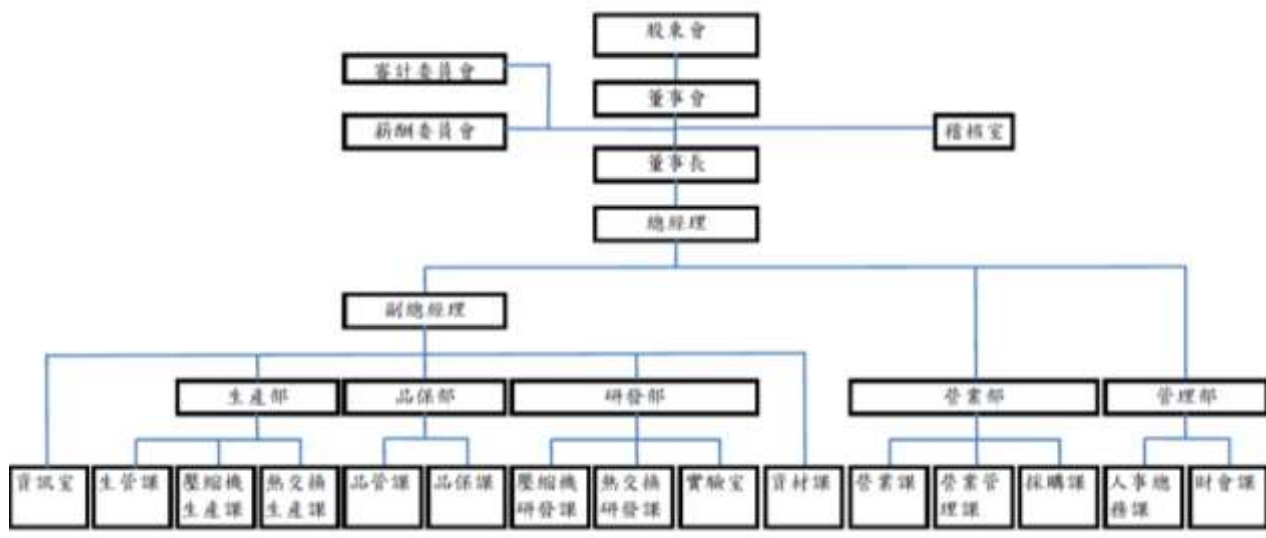 股東會
審計委員會
董事會
薪酬委員會
稽核室
董事長
總經理
副總經理
生產部
品保部
研發部
營業部
管理部
資訊室
生管課
壓縮機
生產課
熱交換
生產課
品管課
品保課
壓縮機
研發課
熱交換
研發課
實驗室
資材課
營業課
營業管
理課
採購課
人事總
務課
財會課